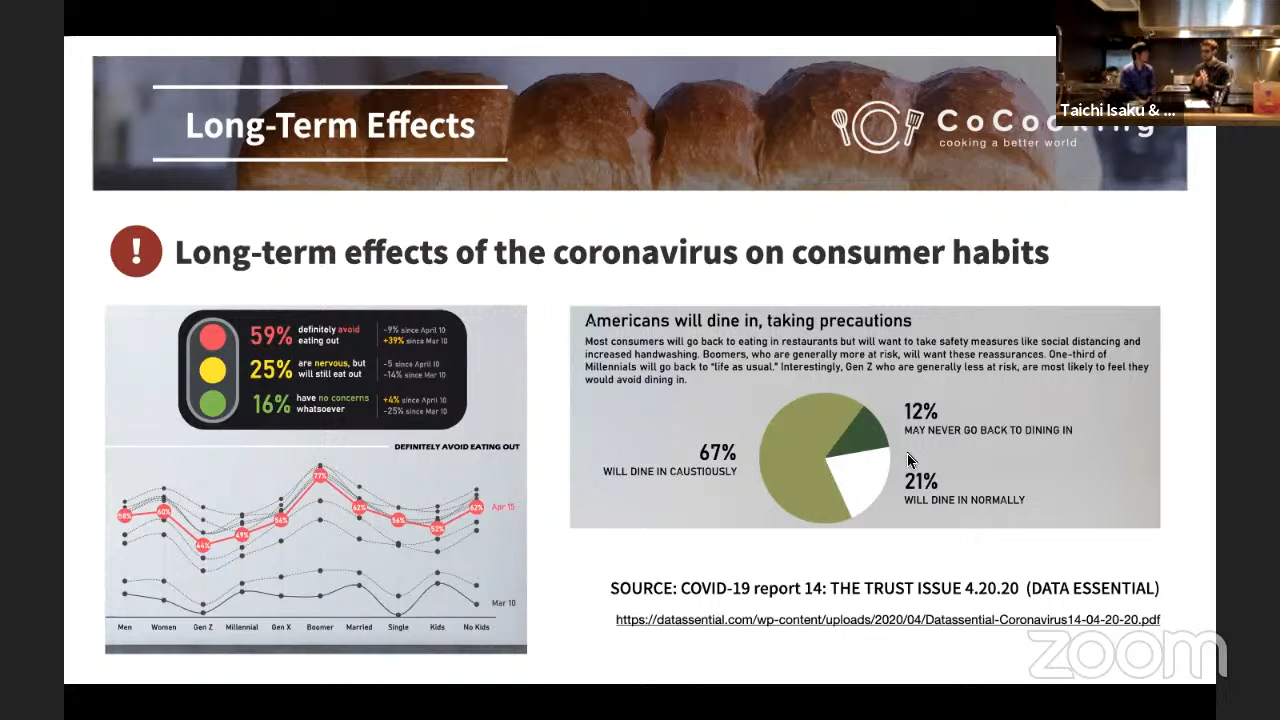 Long-Term Effects
CoCooking
cooking a better world
Taichi Isaku & ...
!
Long-term effects of the coronavirus on consumer habits
59% definitely avoid eating out -9% since April 10 +39% since Mar 10
25% are nervous, but will still eat out -5 since April 10 -14% since Mar 10
16% have no concerns whatsoever +4% since April 10 -25% since Mar 10
DEFINITELY AVOID EATING OUT
58% 60% 44% 49% 56% 77% 62% 56% 52% 62%
Apr 15
Mar 10
Men Women Gen Z Millennial Gen X Boomer Married Single Kids No Kids
Americans will dine in, taking precautions
Most consumers will go back to eating in restaurants but will want to take safety measures like social distancing and
increased handwashing. Boomers, who are generally more at risk, will want these reassurances. One-third of
Millennials will go back to "life as usual." Interestingly, Gen Z who are generally less at risk, are most likely to feel they
would avoid dining in.
67%
WILL DINE IN CAUSTIOUSLY
12%
MAY NEVER GO BACK TO DINING IN
21%
WILL DINE IN NORMALLY
SOURCE: COVID-19 report 14: THE TRUST ISSUE 4.20.20 (DATA ESSENTIAL)
https://datassential.com/wp-content/uploads/2020/04/Datassential-Coronavirus14-04-20-20.pdf
zoom